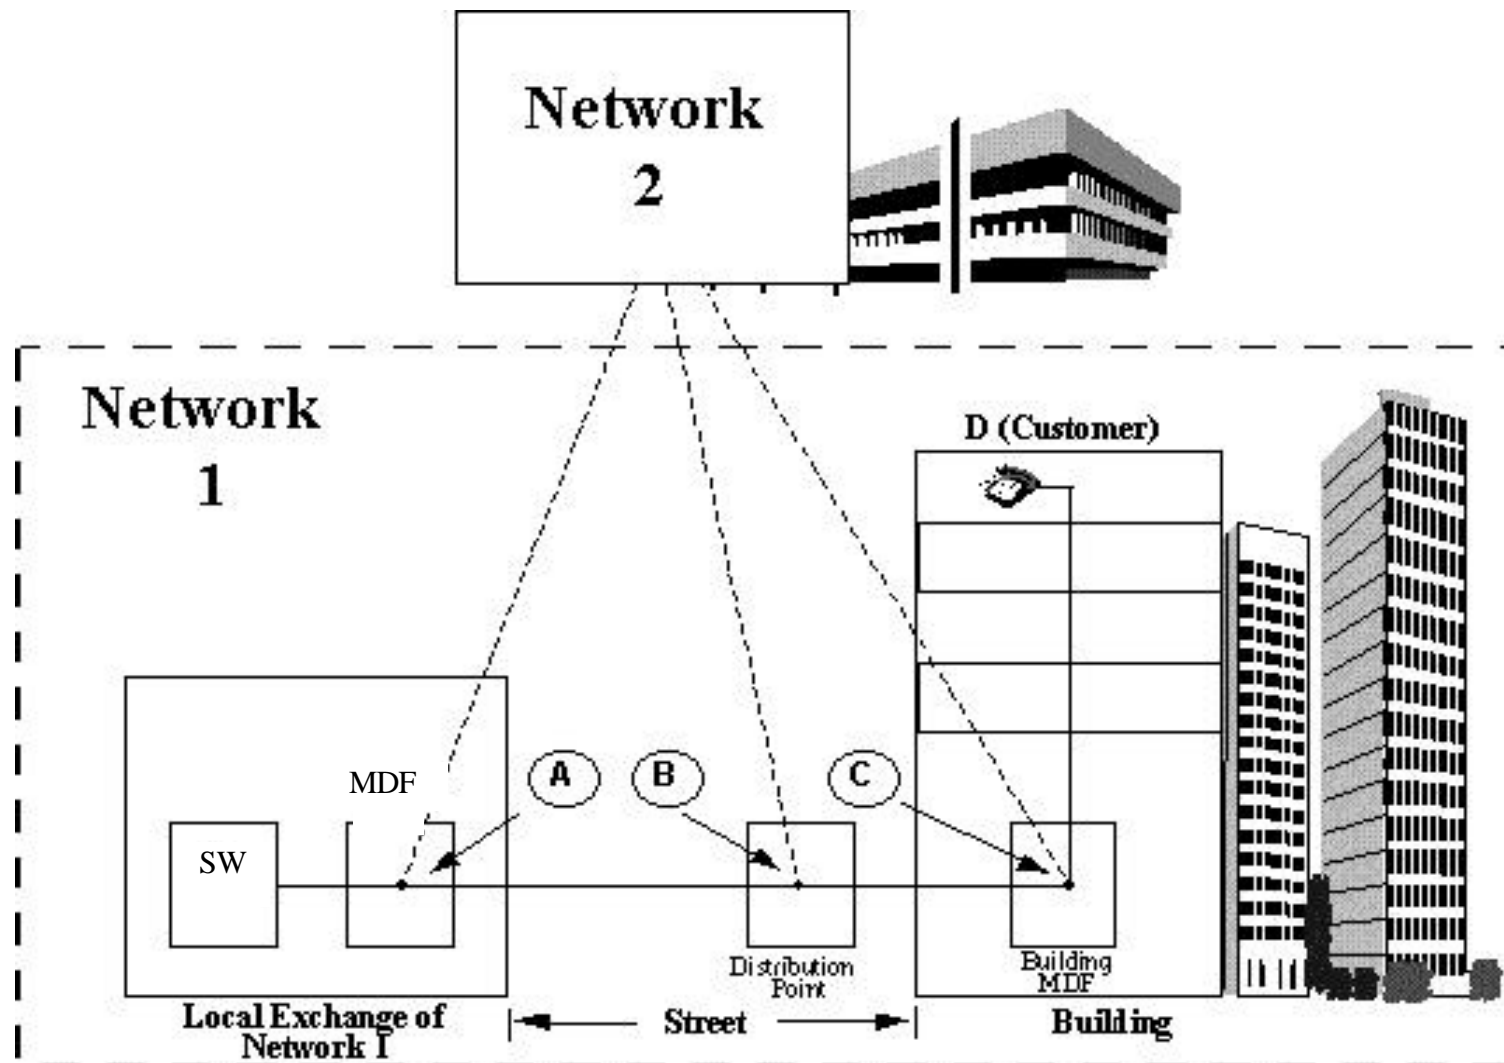 Network
2
Network
1
D (Customer)
MDF
A
B
C
SW
Distribution
Point
Building
MDF
Local Exchange of
Network I
Street
Building